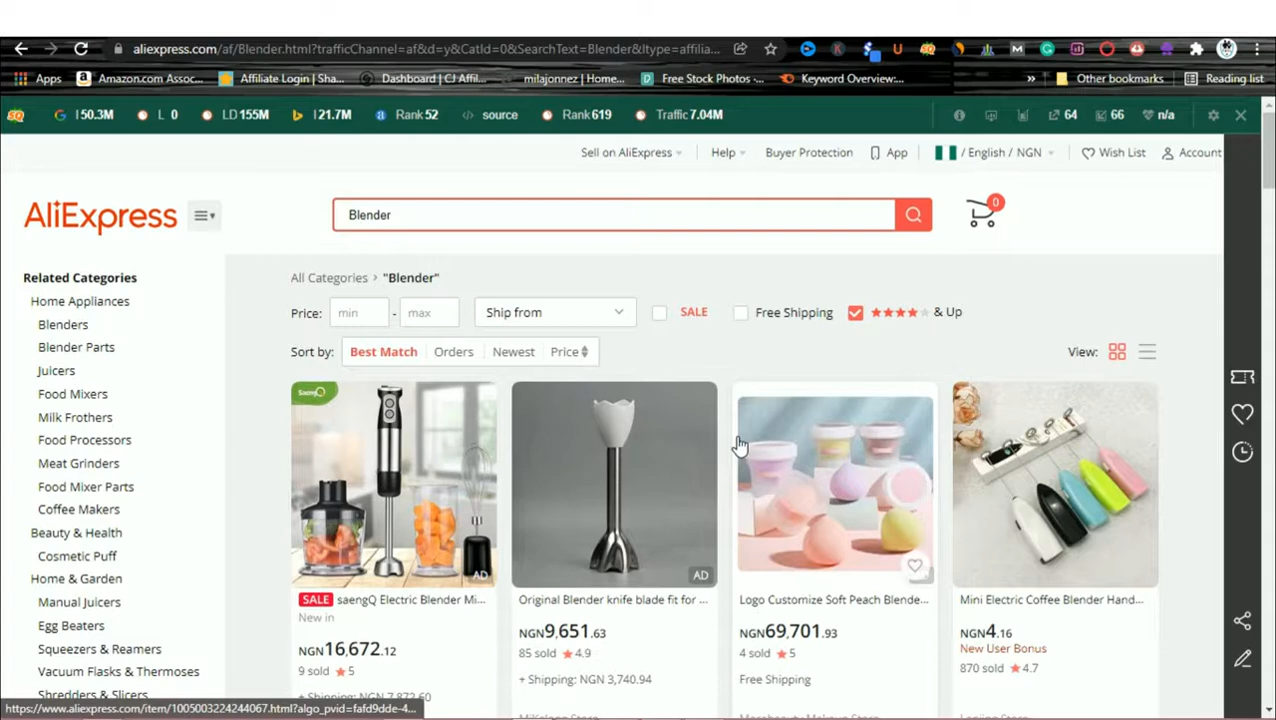 aliexpress.com/af/Blender.html?trafficChannel=af&d=y&CatId=0&SearchText=Blender&ltype=affilia...
Apps
Amazon.com Assoc...
Affiliate Login | Sha...
Dashboard | CJ Affil...
milajonnez | Home...
Free Stock Photos -...
Keyword Overview:...
»
Other bookmarks
Reading list
I 50.3M
L 0
LD 155M
I 21.7M
Rank 52
source
Rank 619
Traffic 7.04M
64
66
n/a
Sell on AliExpress
Help
Buyer Protection
App
/ English / NGN
Wish List
Account
AliExpress
Blender
0
Related Categories
Home Appliances
Blenders
Blender Parts
Juicers
Food Mixers
Milk Frothers
Food Processors
Meat Grinders
Food Mixer Parts
Coffee Makers
Beauty & Health
Cosmetic Puff
Home & Garden
Manual Juicers
Egg Beaters
Squeezers & Reamers
Vacuum Flasks & Thermoses
Shredders & Slicers
All Categories > "Blender"
Price: min - max
Ship from
SALE
Free Shipping
& Up
Sort by: Best Match Orders Newest Price
View:
SaengQ
AD
SALE saengQ Electric Blender Mi...
New in
NGN16,672.12
9 sold 5
+ Shipping: NGN 7,872.60
AD
Original Blender knife blade fit for ...
NGN9,651.63
85 sold 4.9
+ Shipping: NGN 3,740.94
Logo Customize Soft Peach Blende...
NGN69,701.93
4 sold 5
Free Shipping
Mini Electric Coffee Blender Hand...
NGN4.16
New User Bonus
870 sold 4.7
https://www.aliexpress.com/item/1005003224244067.html?algo_pvid=fafd9dde-4...